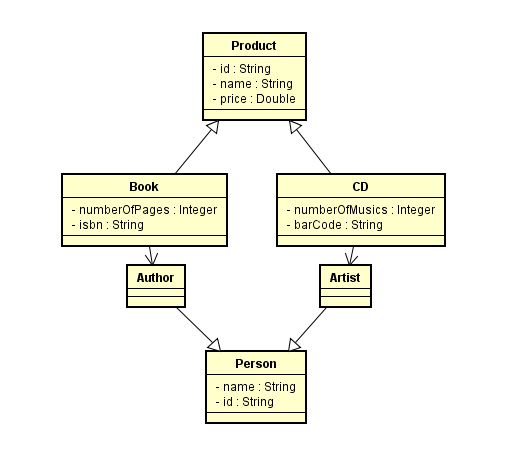 Product
- id : String
- name : String
- price : Double
Book
- numberOfPages : Integer
- isbn : String
CD
- numberOfMusics : Integer
- barCode : String
Author
Artist
Person
- name : String
- id : String